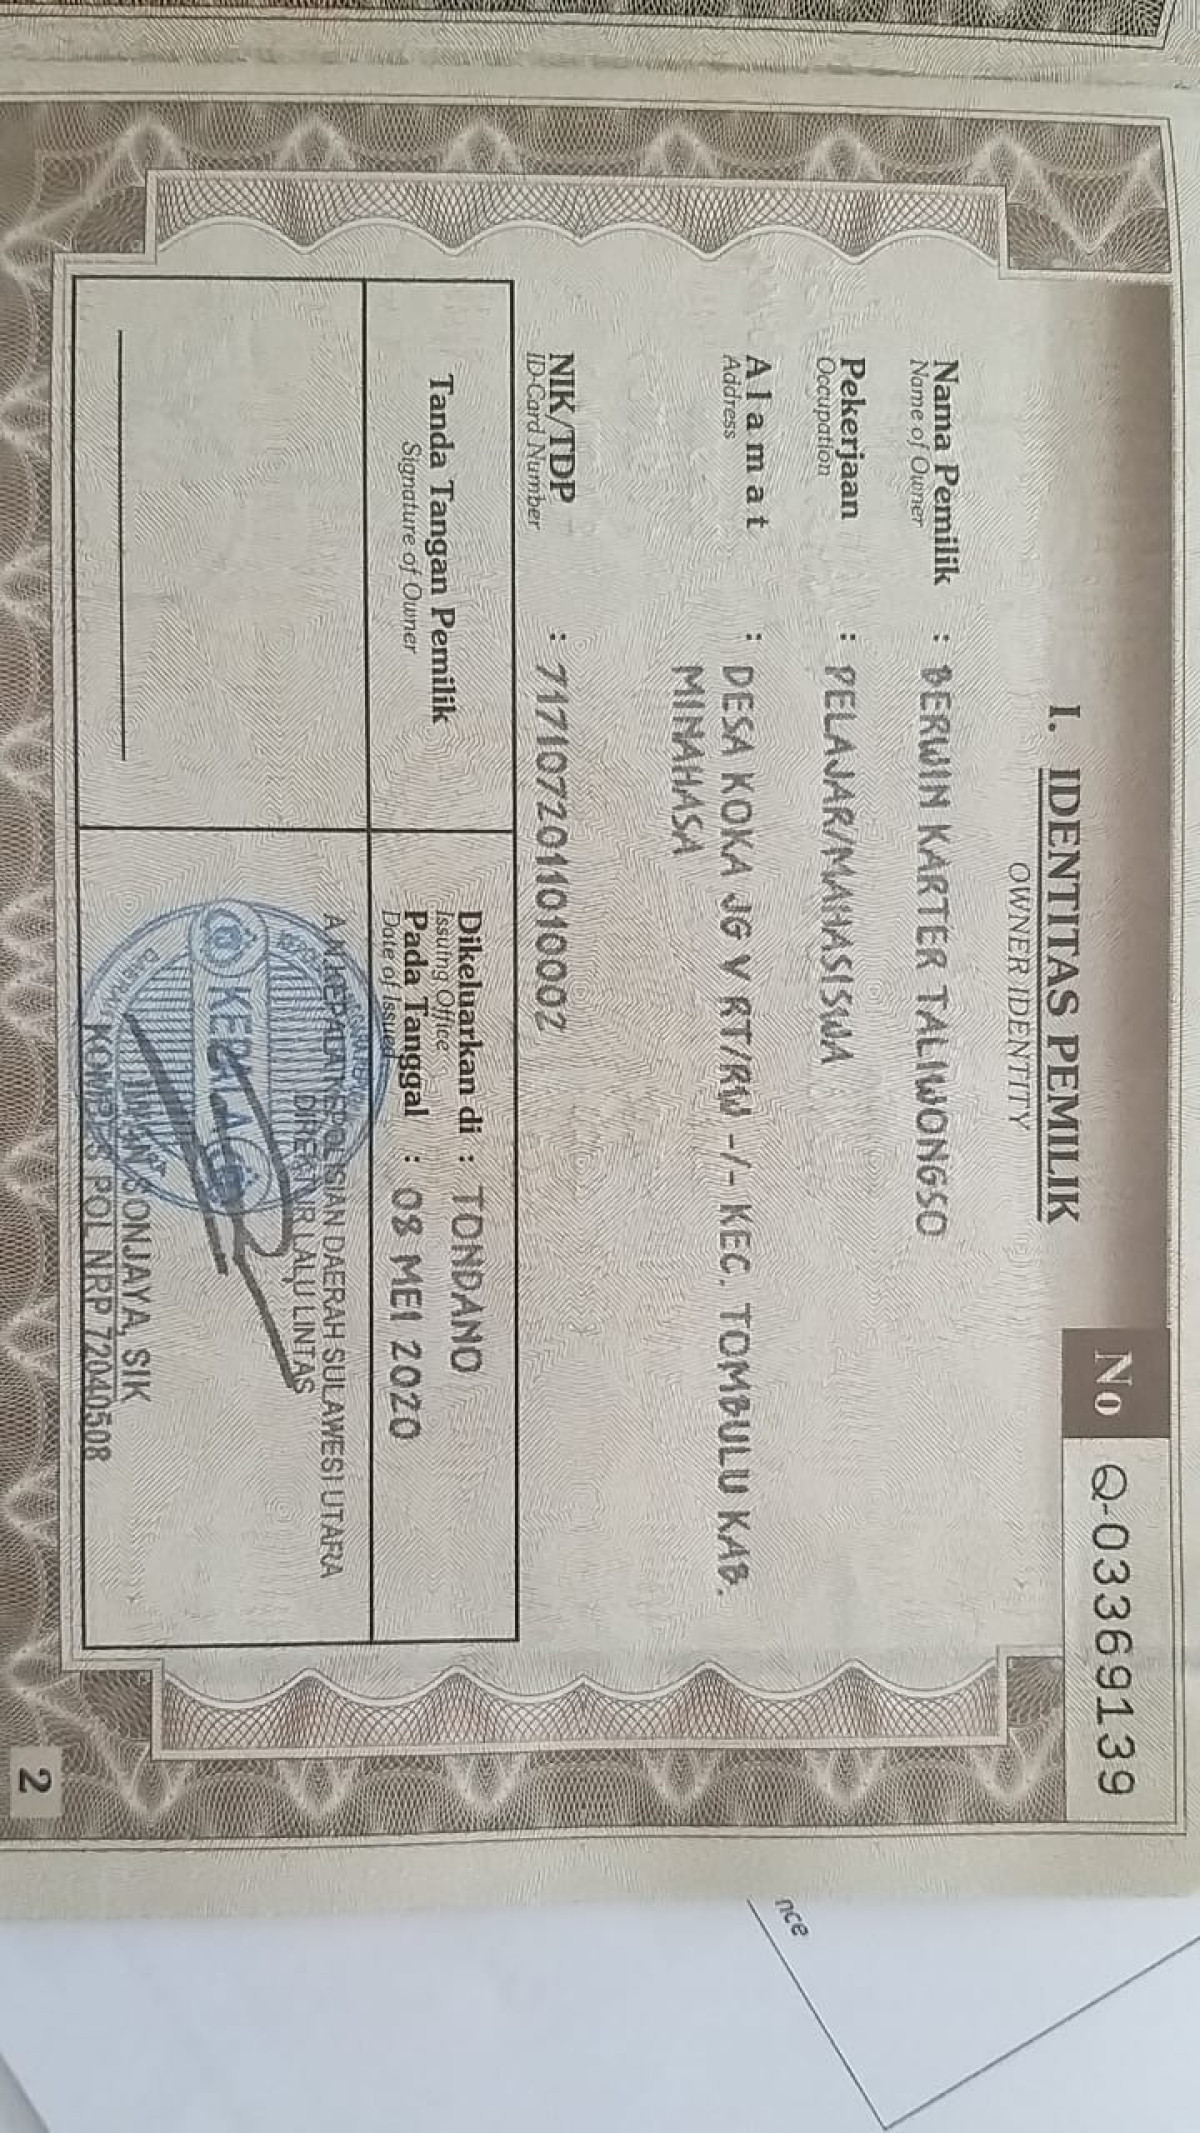 No Q-03369139
I. IDENTITAS PEMILIK
OWNER IDENTITY
Nama Pemilik : BERWIN KARTER TALIWONGSO
Name of Owner
Pekerjaan : PELAJAR/MAHASISWA
Occupation
Alamat : DESA KOKA JG V RT/RW -/- KEC. TOMBULU KAB.
Address
MINAHASA
NIK/TDP : 7171072011010002
ID-Card Number
Tanda Tangan Pemilik
Signature of Owner
Dikeluarkan di : TONDANO
Issuing Office
Pada Tanggal : 08 MEI 2020
Date of Issued
A.N KEPALA KEPOLISIAN DAERAH SULAWESI UTARA
DIREKTUR LALU LINTAS
SONJAYA, SIK
KOMBES POL NRP 72040508
2
nce